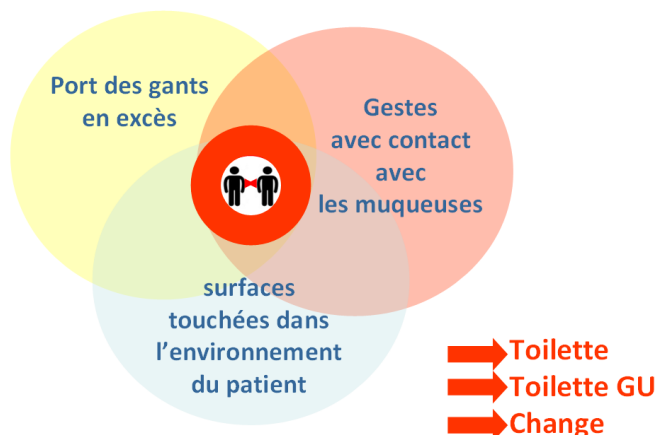 Port des gants
en excès
Gestes
avec contact
avec
les muqueuses
surfaces
touchées dans
l’environnement
du patient
Toilette
Toilette GU
Change